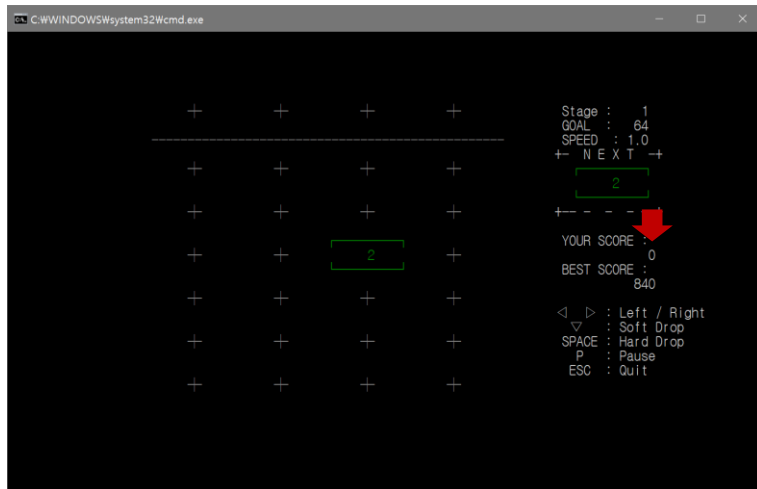 C:₩WINDOWS₩system32₩cmd.exe
Stage : 1
GOAL : 64
SPEED : 1.0
+- N E X T -+
2
2
YOUR SCORE :
0
BEST SCORE :
840
◁ ▷ : Left / Right
▽ : Soft Drop
SPACE : Hard Drop
P : Pause
ESC : Quit